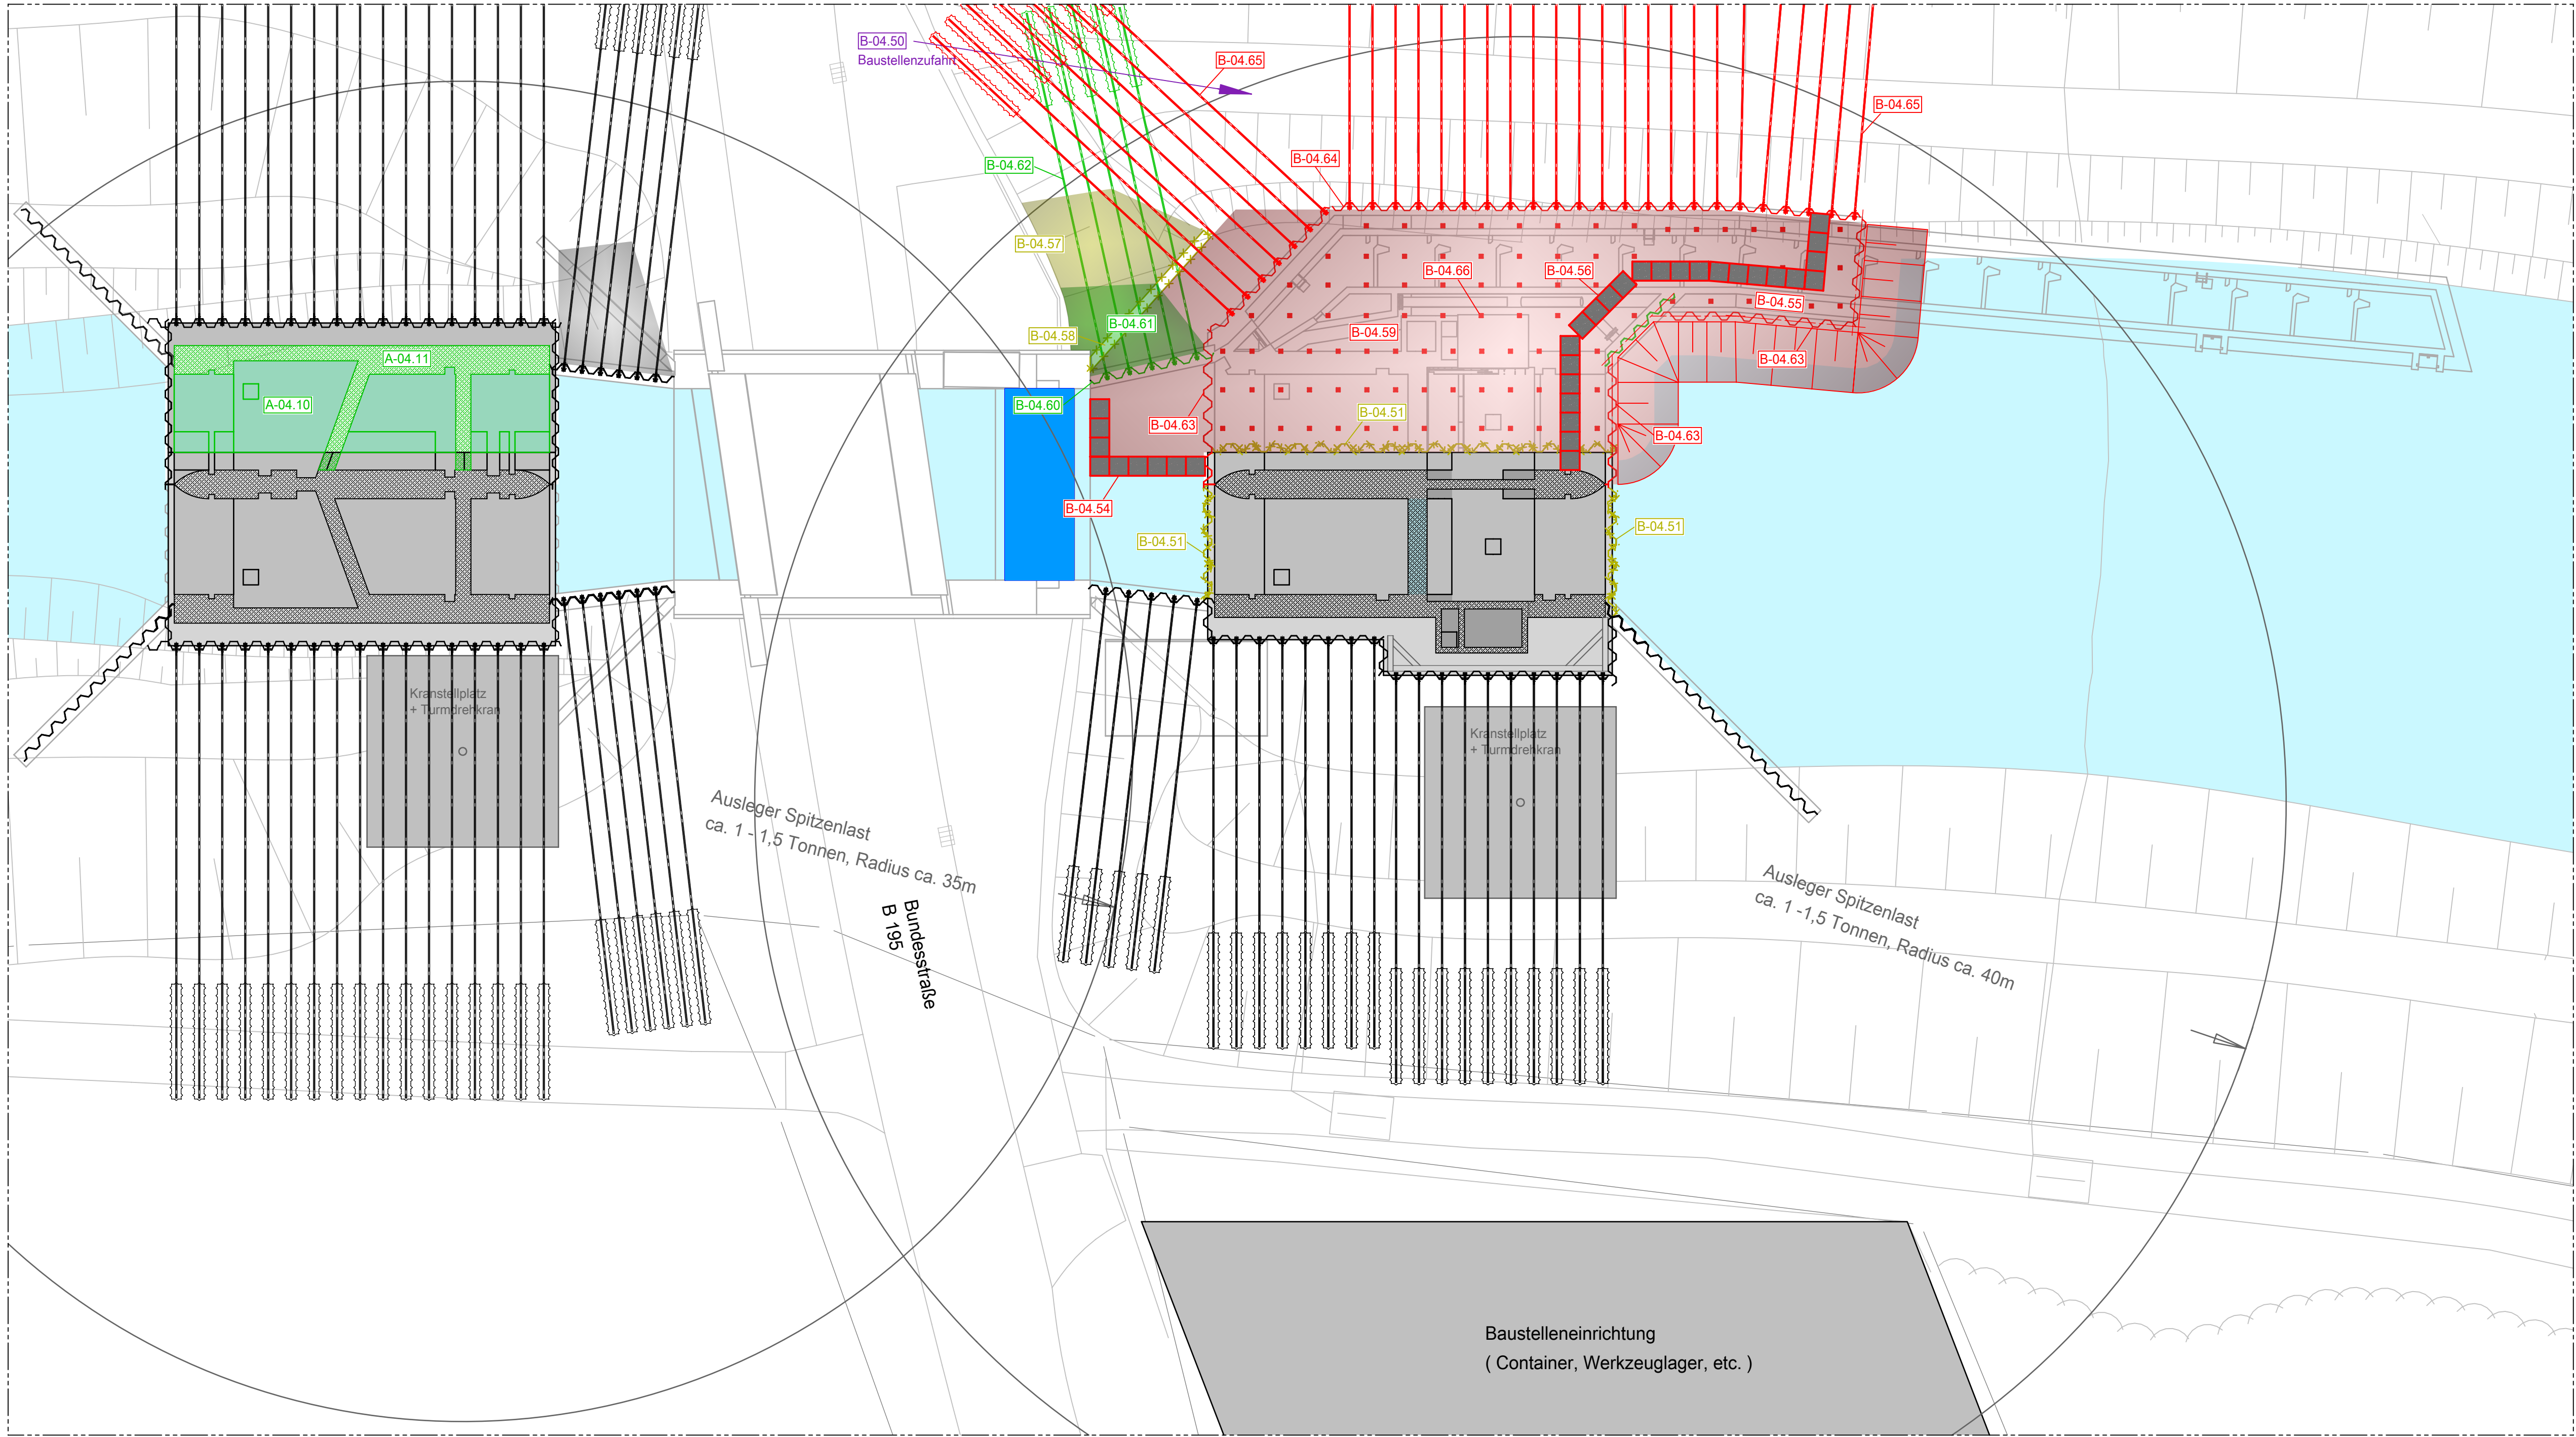 B-04.50
Baustellenzufahrt
B-04.65
B-04.65
B-04.64
B-04.62
B-04.57
B-04.66
B-04.56
B-04.55
B-04.58
B-04.61
B-04.59
B-04.63
A-04.11
A-04.10
B-04.60
B-04.51
B-04.63
B-04.63
B-04.54
B-04.51
B-04.51
Kranstellplatz
+ Turmdrehkran
Kranstellplatz
+ Turmdrehkran
Ausleger Spitzenlast
ca. 1 - 1,5 Tonnen, Radius ca. 35m
Bundesstraße
B 195
Ausleger Spitzenlast
ca. 1 -1,5 Tonnen, Radius ca. 40m
Baustelleneinrichtung
( Container, Werkzeuglager, etc. )